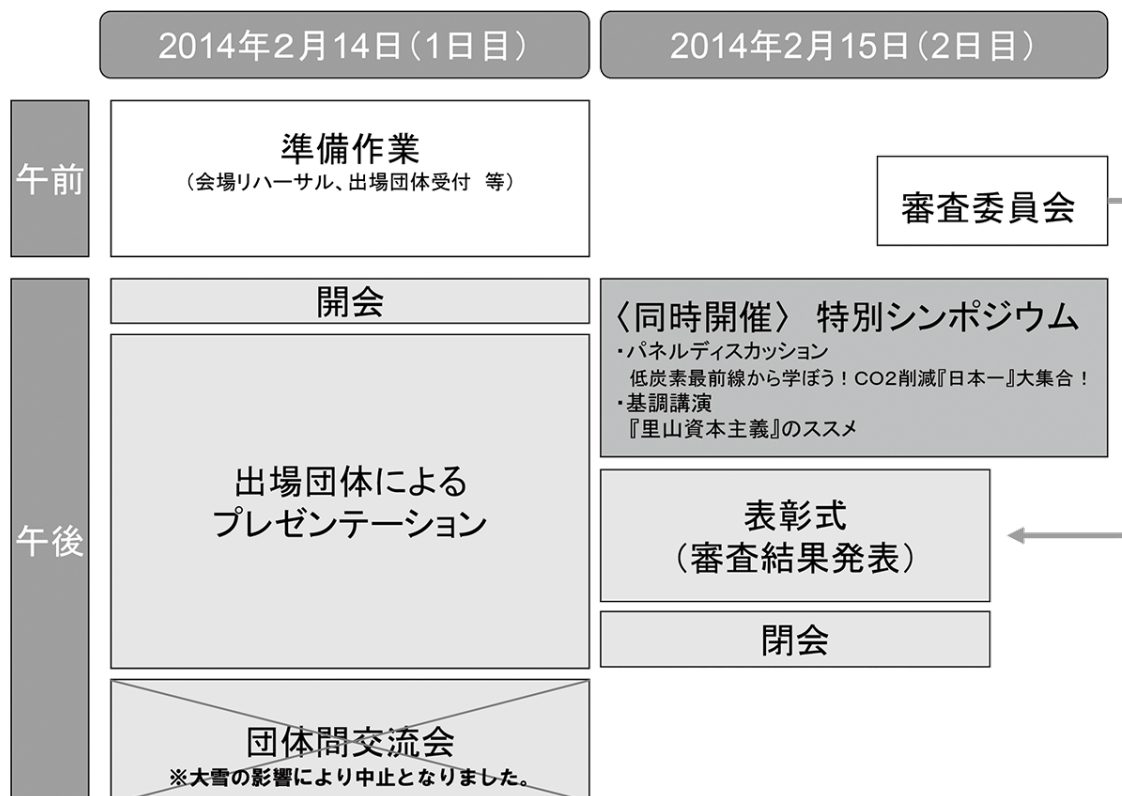 2014年2月14日(1日目)
2014年2月15日(2日目)
午前
準備作業
(会場リハーサル、出場団体受付 等)
審査委員会
午後
開会
出場団体による
プレゼンテーション
団体間交流会
※大雪の影響により中止となりました。
〈同時開催〉 特別シンポジウム
・パネルディスカッション
低炭素最前線から学ぼう！CO2削減『日本一』大集合！
・基調講演
『里山資本主義』のススメ
表彰式
(審査結果発表)
閉会